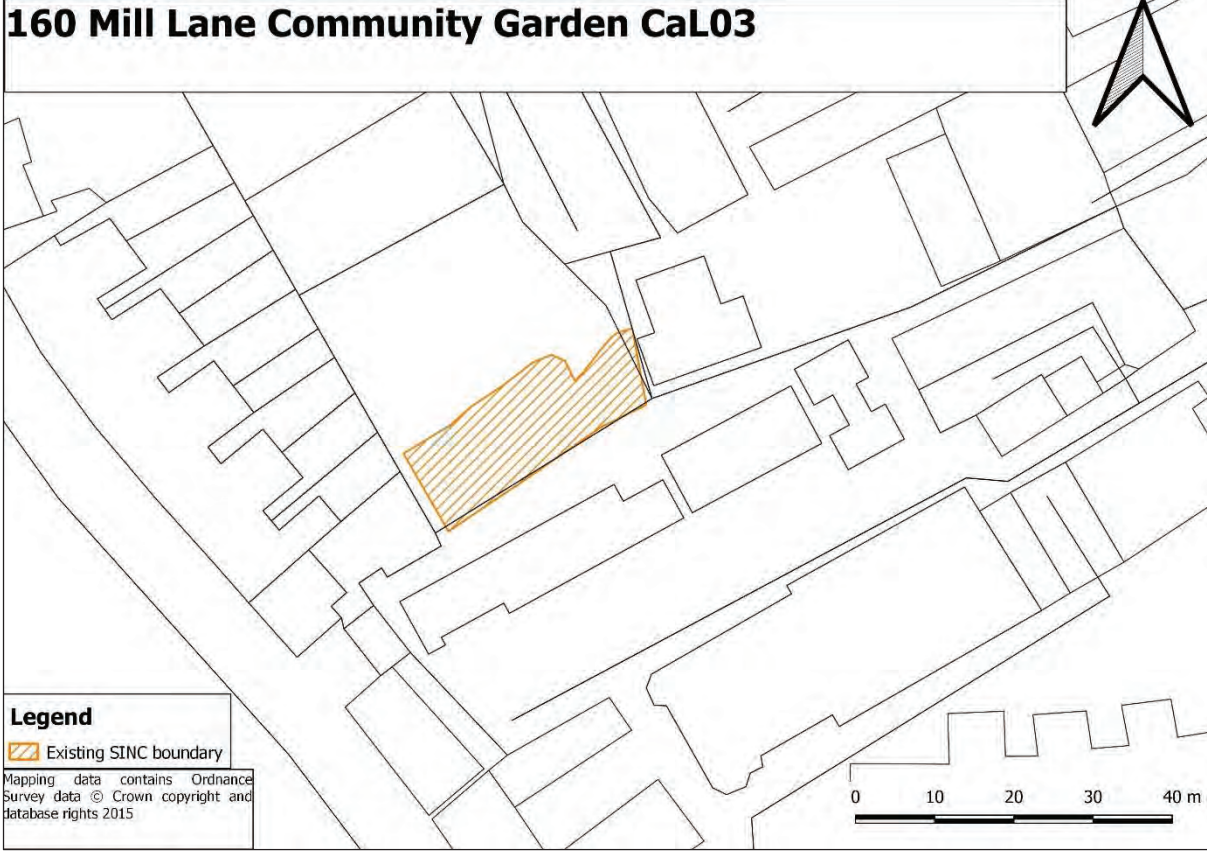 160 Mill Lane Community Garden CaL03
Legend
Existing SINC boundary
Mapping data contains Ordnance
Survey data © Crown copyright and
database rights 2015
0 10 20 30 40 m